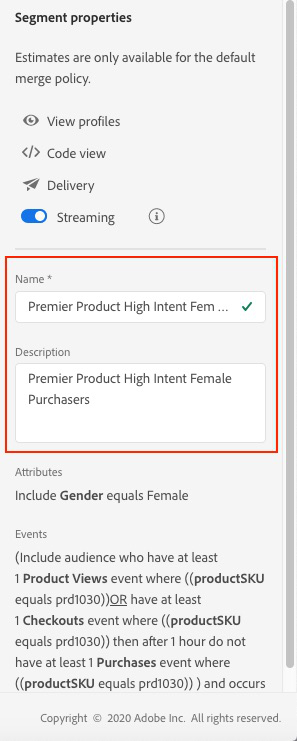 Segment properties
Estimates are only available for the default
merge policy.
View profiles
</> Code view
Delivery
Streaming
Name *
Premier Product High Intent Fem ...
Description
Premier Product High Intent Female
Purchasers
Attributes
Include Gender equals Female
Events
(Include audience who have at least
1 Product Views event where ((productSKU
equals prd1030))OR have at least
1 Checkouts event where ((productSKU
equals prd1030)) then after 1 hour do not
have at least 1 Purchases event where
((productSKU equals prd1030)) ) and occurs
Copyright © 2020 Adobe Inc. All rights reserved.